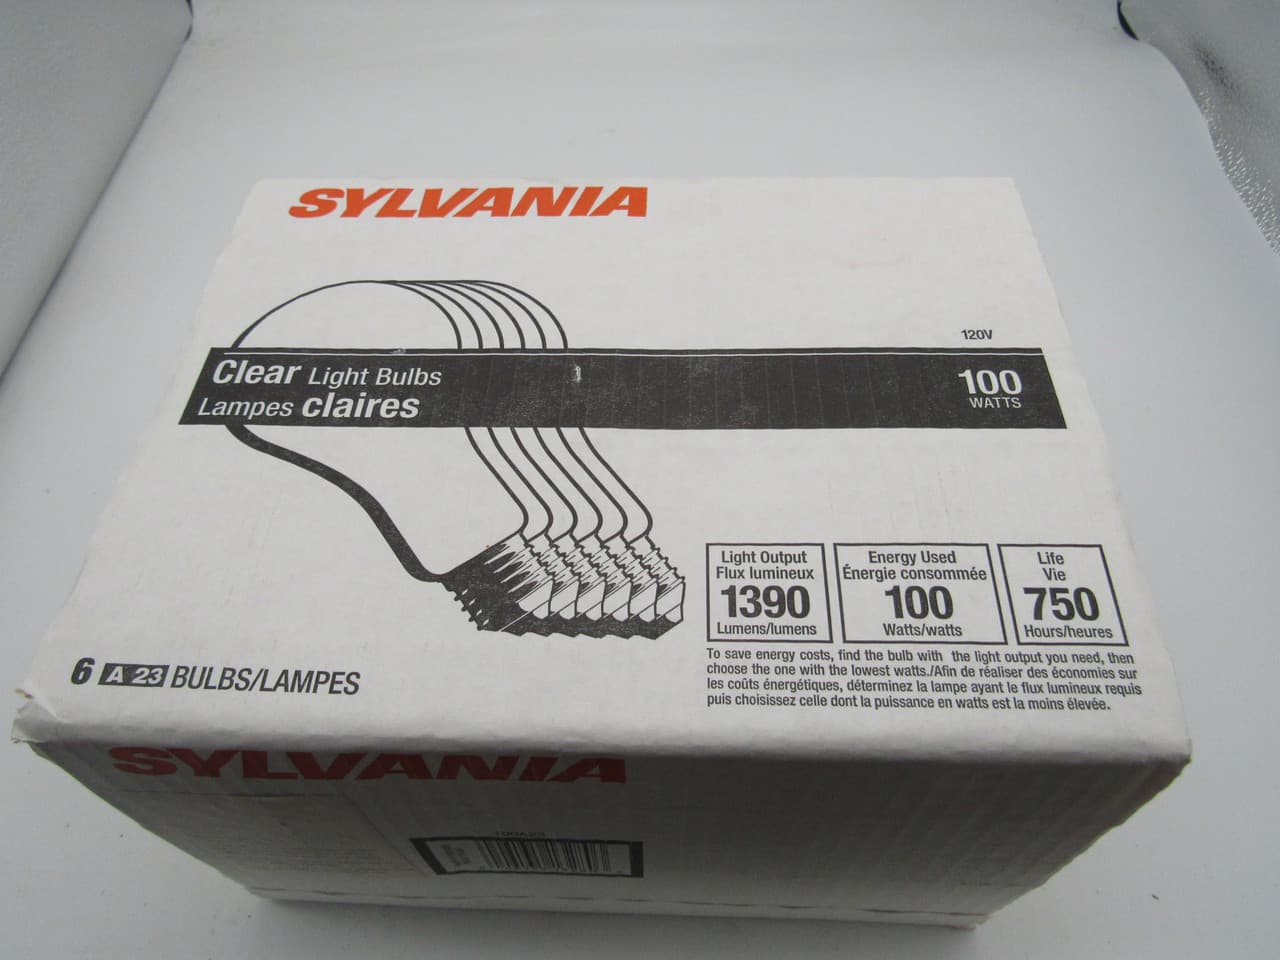 SYLVANIA
120V
Clear Light Bulbs
Lampes claires
100
WATTS
Light Output
Flux lumineux
1390
Lumens/lumens
Energy Used
Énergie consommée
100
Watts/watts
Life
Vie
750
Hours/heures
To save energy costs, find the bulb with the light output you need, then
choose the one with the lowest watts./Afin de réaliser des économies sur
les coûts énergétiques, déterminez la lampe ayant le flux lumineux requis
puis choisissez celle dont la puissance en watts est la moins élevée.
6 A 23 BULBS/LAMPES
SYLVANIA